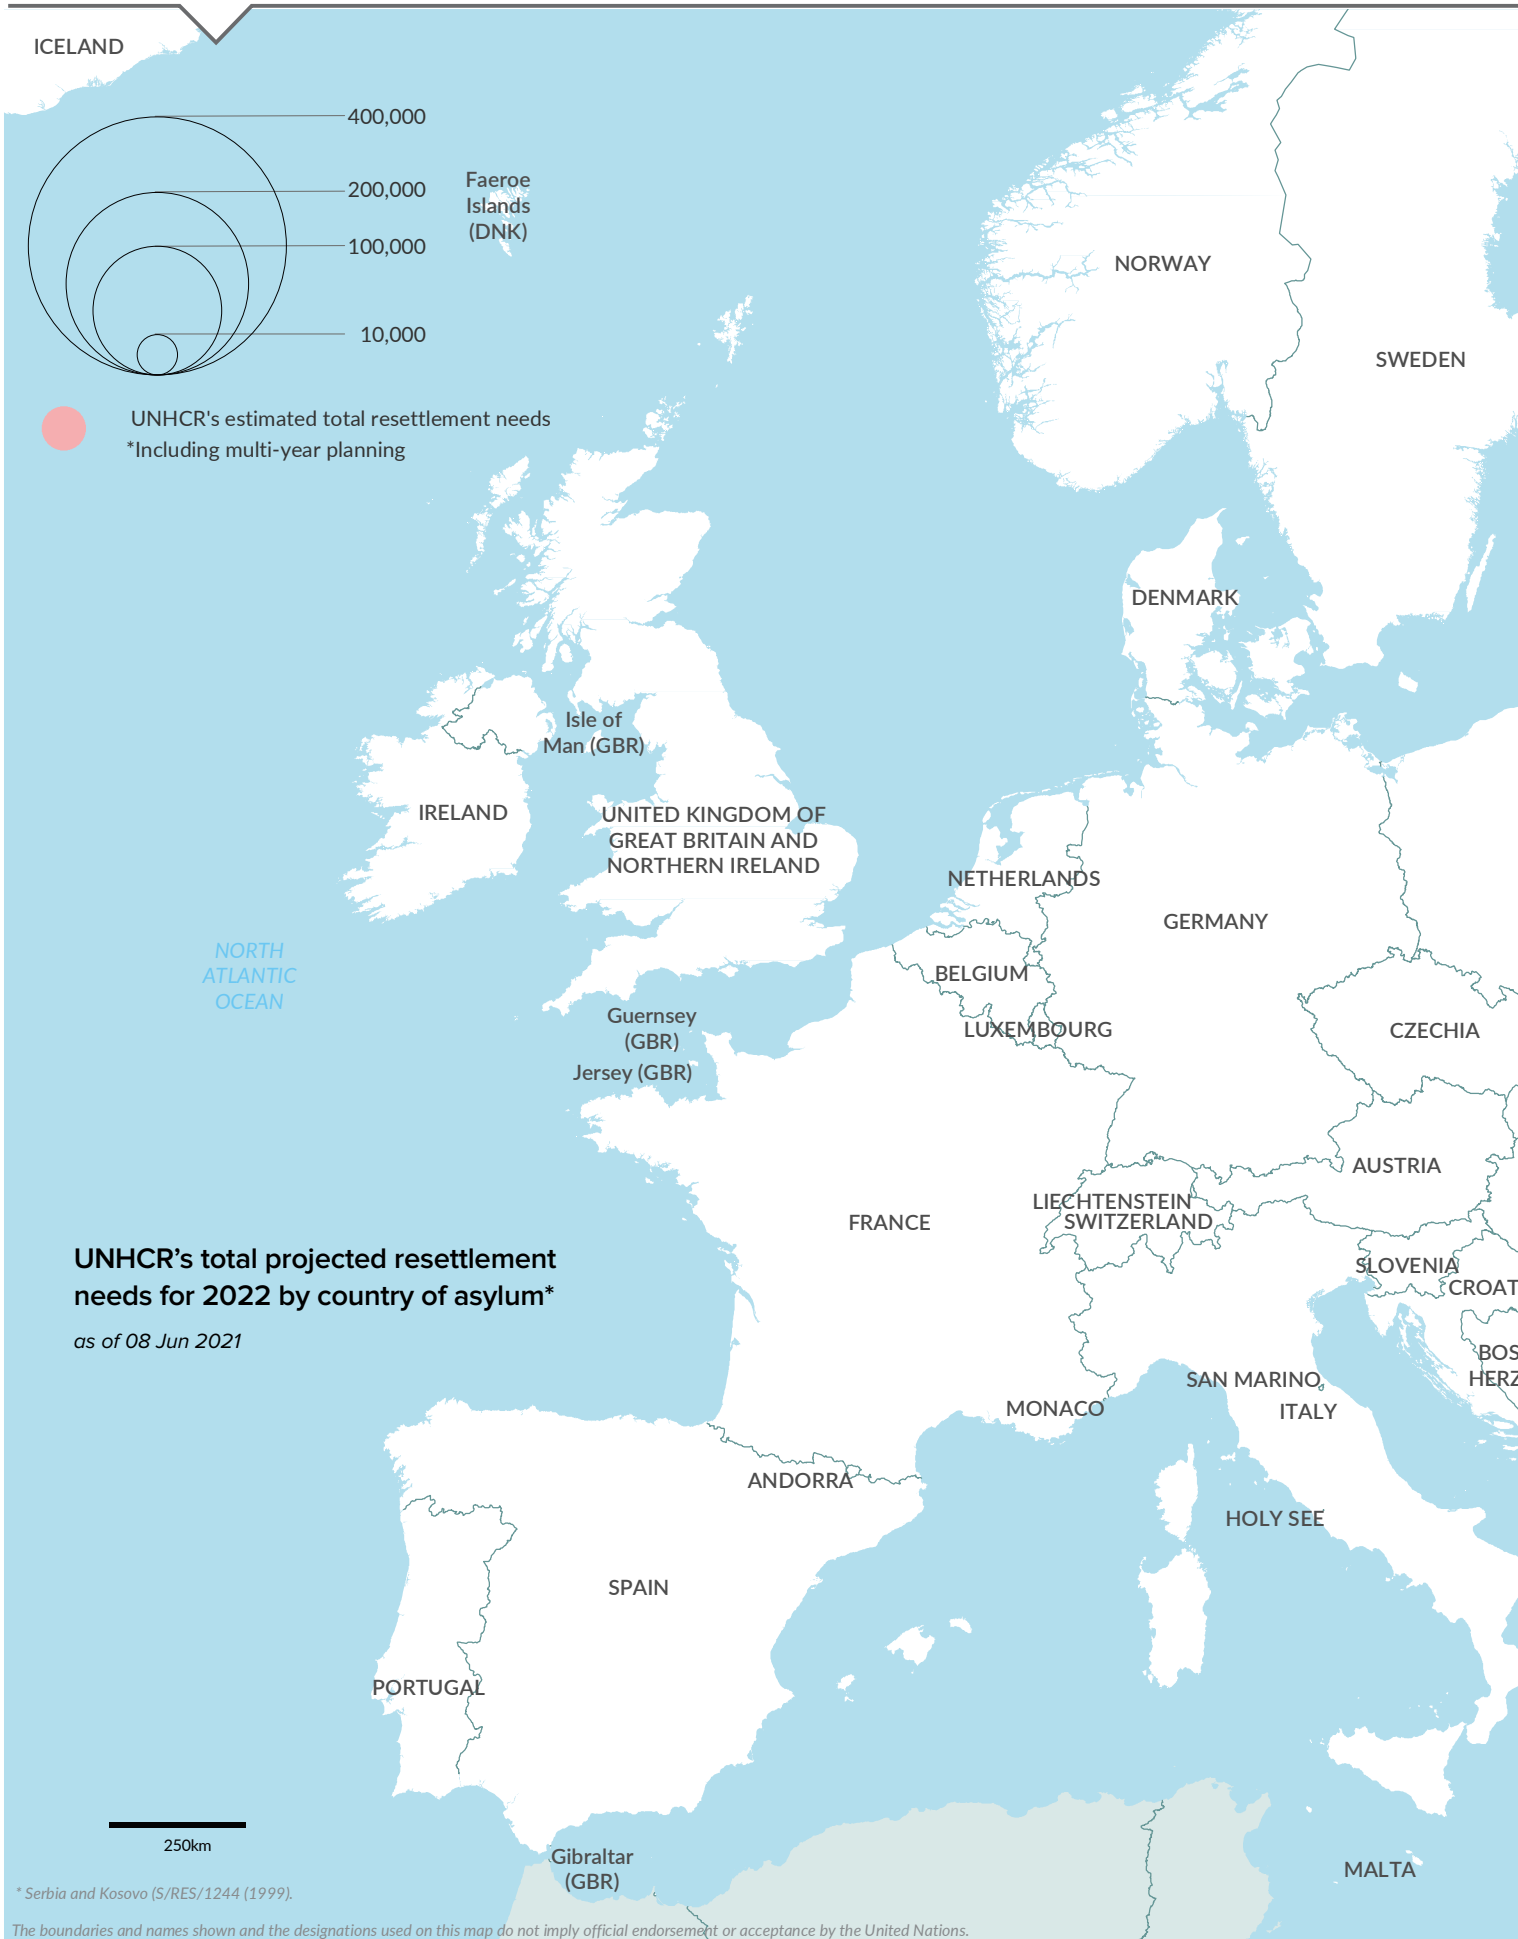 ICELAND
400,000
200,000
100,000
10,000
Faeroe
Islands
(DNK)
UNHCR's estimated total resettlement needs
*Including multi-year planning
NORWAY
SWEDEN
DENMARK
Isle of
Man (GBR)
IRELAND
UNITED KINGDOM OF
GREAT BRITAIN AND
NORTHERN IRELAND
NETHERLANDS
GERMANY
NORTH
ATLANTIC
OCEAN
BELGIUM
LUXEMBOURG
CZECHIA
Guernsey
(GBR)
Jersey (GBR)
AUSTRIA
LIECHTENSTEIN
SWITZERLAND
FRANCE
SLOVENIA
CROAT
BOS
HERZ
UNHCR’s total projected resettlement
needs for 2022 by country of asylum*
as of 08 Jun 2021
SAN MARINO
MONACO
ITALY
ANDORRA
HOLY SEE
SPAIN
PORTUGAL
250km
Gibraltar
(GBR)
MALTA
* Serbia and Kosovo (S/RES/1244 (1999).
The boundaries and names shown and the designations used on this map do not imply official endorsement or acceptance by the United Nations.